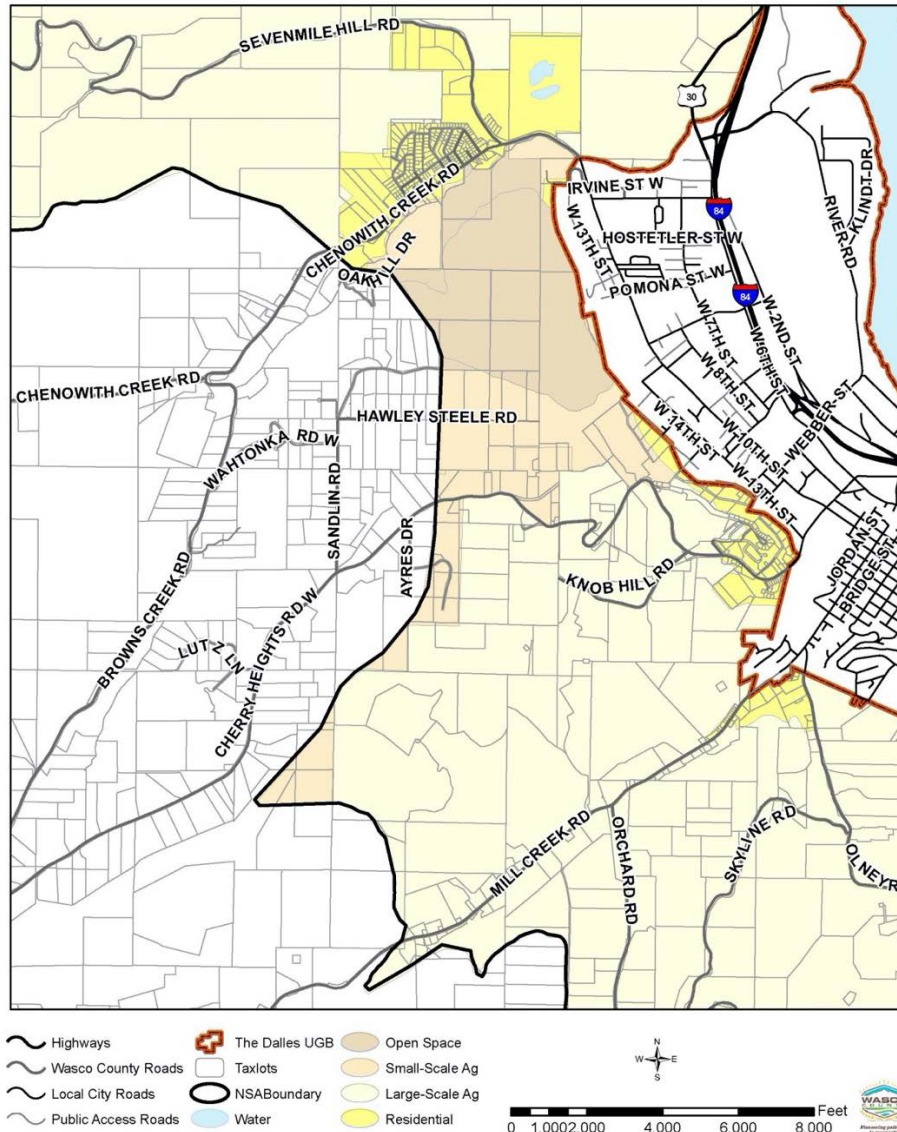 SEVENMILE HILL RD
30
IRVINE ST W
KLINDT DR
RIVER RD
84
W 13TH ST
HOSTETLER ST W
CHENOWITH CREEK RD
OAKHILL DR
POMONA ST W
84
W 2ND ST
W 7TH ST
W 6TH ST
W 8TH ST
CHENOWITH CREEK RD
HAWLEY STEELE RD
WEBBER ST
W 14TH ST
W 10TH ST
WAHTONKA RD W
W 13TH ST
SANDLIN RD
AYRES DR
JORDAN ST
BRIDGE ST
KNOB HILL RD
BROWNS CREEK RD
LUTZ LN
CHERRY HEIGHTS RD W
MILL CREEK RD
ORCHARD RD
SKYLINE RD
OLNEY R
Highways
The Dalles UGB
Open Space
Wasco County Roads
Taxlots
Small-Scale Ag
Local City Roads
NSABoundary
Large-Scale Ag
Public Access Roads
Water
Residential
N
W E
S
Feet
0 1,000 2,000 4,000 6,000 8,000
WASCO
COUNTY